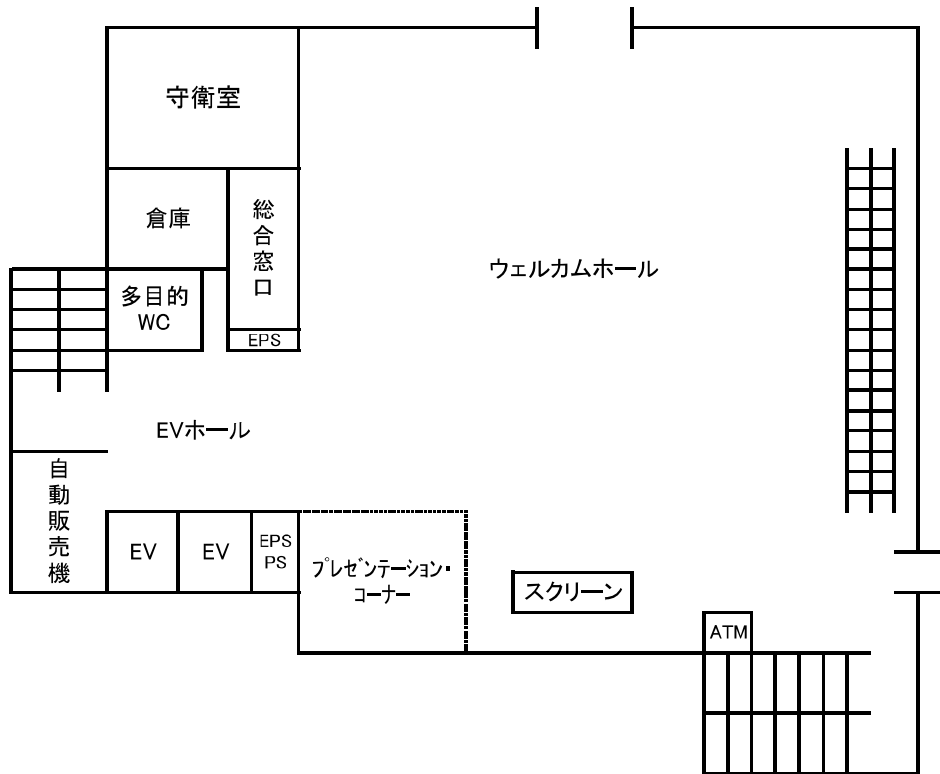 守衛室
倉庫
総合窓口
ウェルカムホール
多目的
WC
EPS
EVホール
自動販売機
EV
EV
EPS
PS
プレゼンテーション・
コーナー
スクリーン
ATM